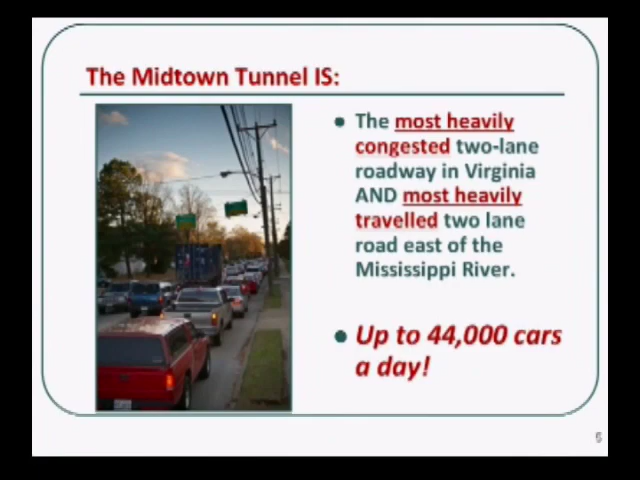 The Midtown Tunnel IS:
The most heavily
congested two-lane
roadway in Virginia
AND most heavily
travelled two lane
road east of the
Mississippi River.
Up to 44,000 cars
a day!